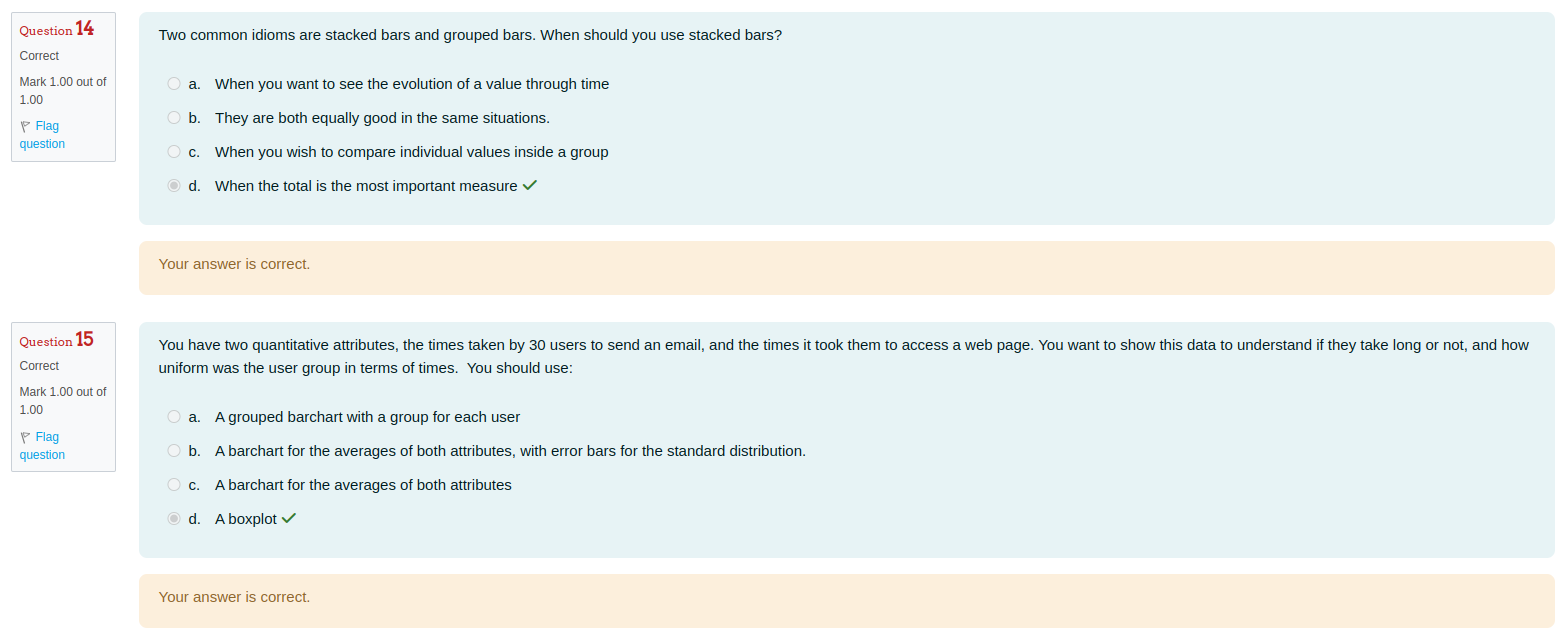 Question 14
Correct
Mark 1.00 out of
1.00
Flag
question
Two common idioms are stacked bars and grouped bars. When should you use stacked bars?
a. When you want to see the evolution of a value through time
b. They are both equally good in the same situations.
c. When you wish to compare individual values inside a group
d. When the total is the most important measure
Your answer is correct.
Question 15
Correct
Mark 1.00 out of
1.00
Flag
question
You have two quantitative attributes, the times taken by 30 users to send an email, and the times it took them to access a web page. You want to show this data to understand if they take long or not, and how
uniform was the user group in terms of times. You should use:
a. A grouped barchart with a group for each user
b. A barchart for the averages of both attributes, with error bars for the standard distribution.
c. A barchart for the averages of both attributes
d. A boxplot
Your answer is correct.